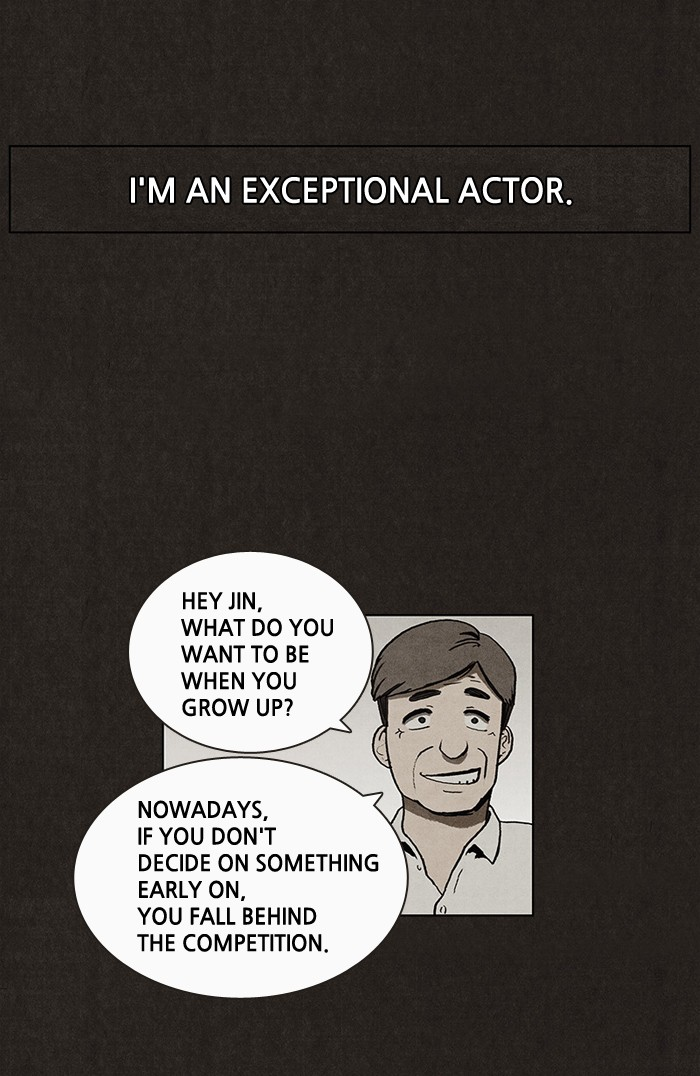 I'M AN EXCEPTIONAL ACTOR.
HEY JIN,
WHAT DO YOU
WANT TO BE
WHEN YOU
GROW UP?
NOWADAYS,
IF YOU DON'T
DECIDE ON SOMETHING
EARLY ON,
YOU FALL BEHIND
THE COMPETITION.